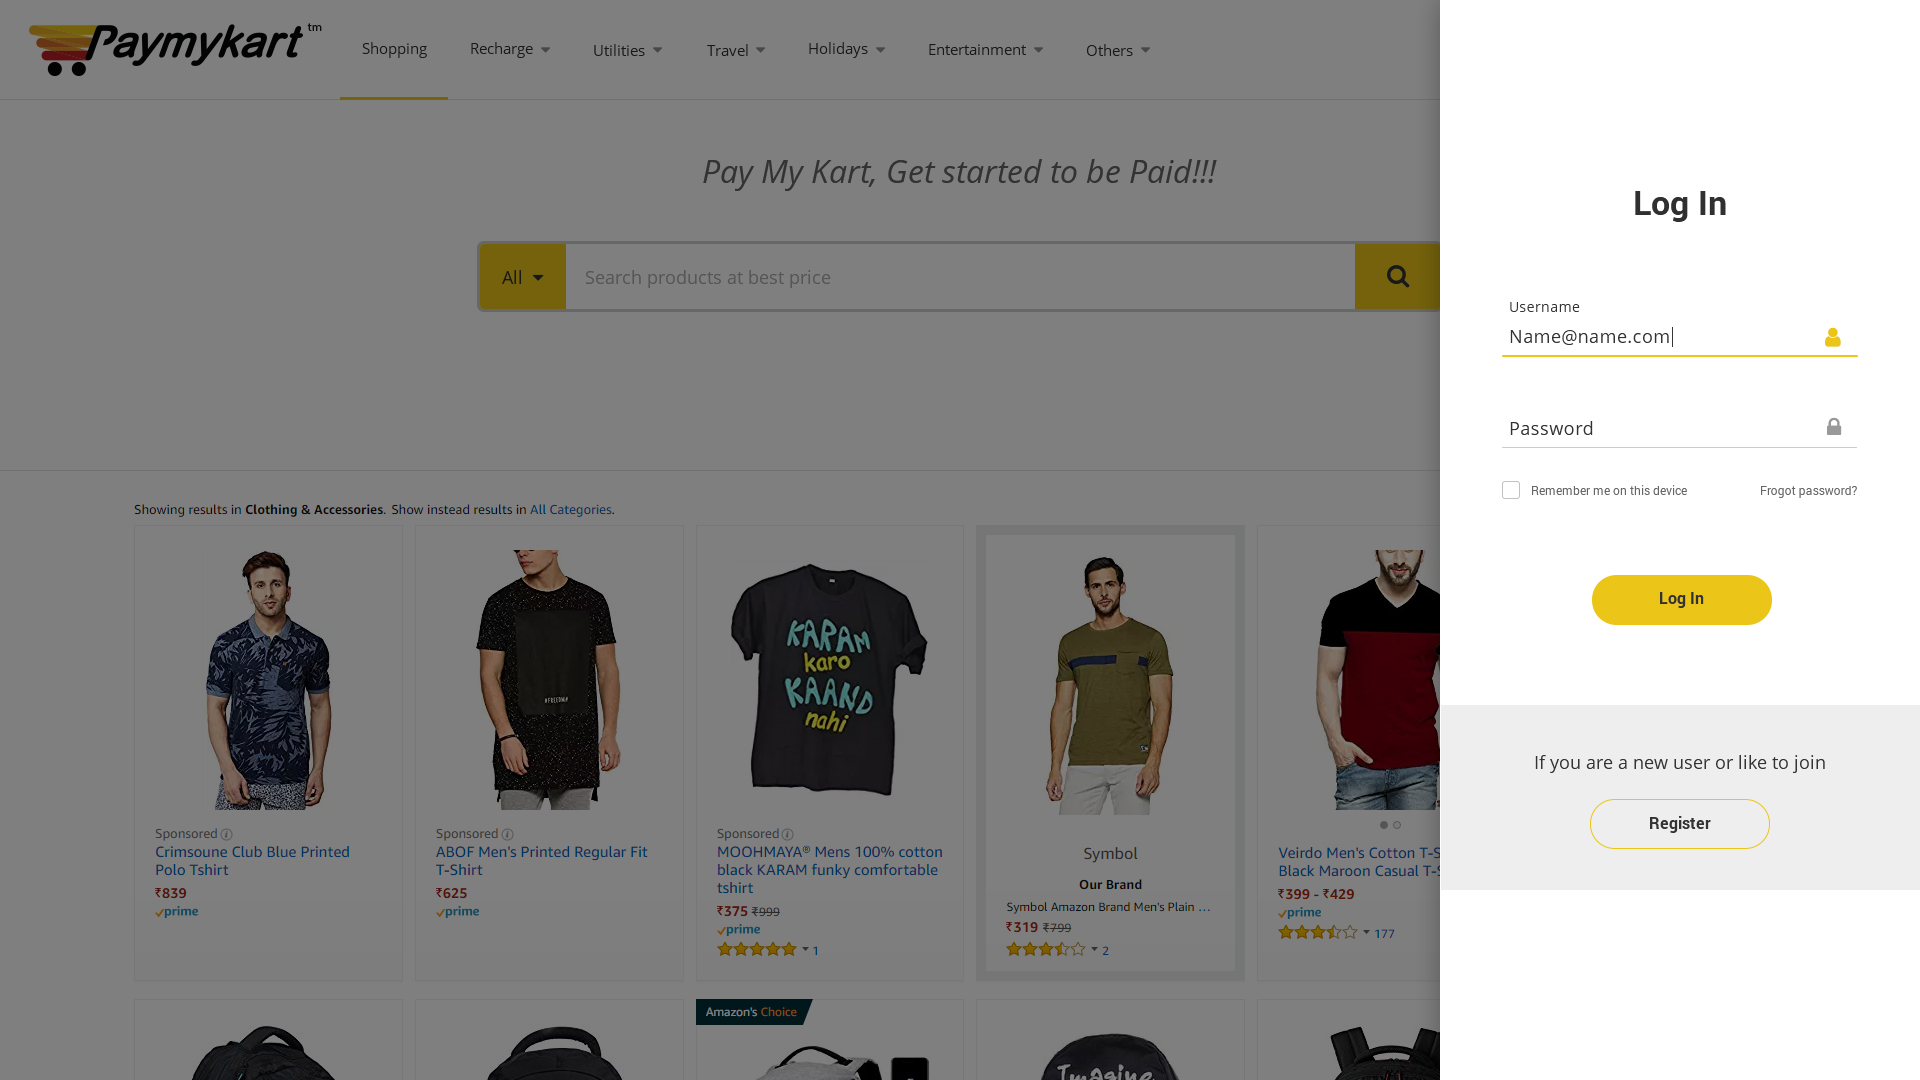 Paymykart tm
Shopping
Recharge
Utilities
Travel
Holidays
Entertainment
Others
Pay My Kart, Get started to be Paid!!!
All
Search products at best price
Showing results in Clothing & Accessories. Show instead results in All Categories.
#FREEDOM
KARAM
karo
KAAND
nahi
Sponsored
Crimsoune Club Blue Printed
Polo Tshirt
₹839
prime
Sponsored
ABOF Men's Printed Regular Fit
T-Shirt
₹625
prime
Sponsored
MOOHMAYA® Mens 100% cotton
black KARAM funky comfortable
tshirt
₹375 ₹999
prime
1
Symbol
Our Brand
Symbol Amazon Brand Men's Plain ...
₹319 ₹799
2
Veirdo Men's Cotton T-S
Black Maroon Casual T-S
₹399 - ₹429
prime
177
Amazon's Choice
Imagine
Log In
Username
Name@name.com
Password
Remember me on this device
Frogot password?
Log In
If you are a new user or like to join
Register